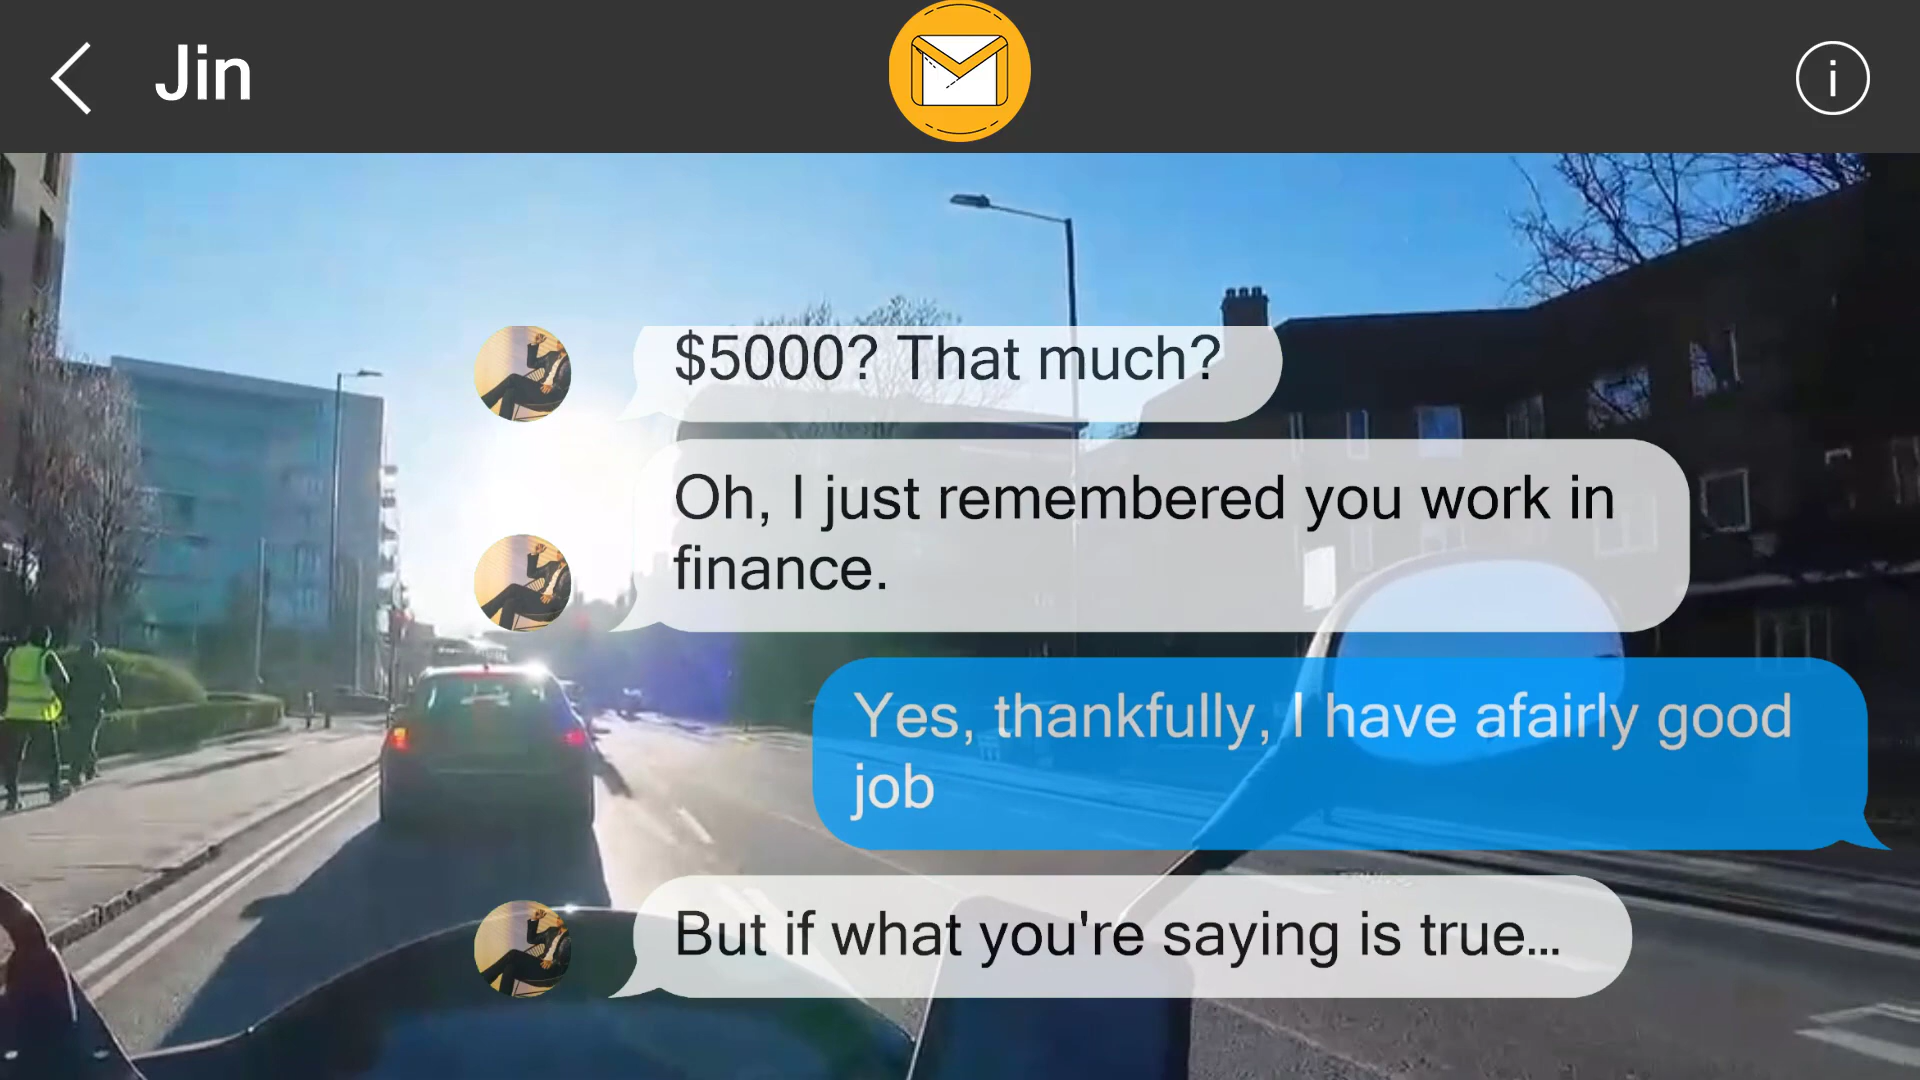 Jin
i
$5000? That much?
Oh, I just remembered you work in
finance.
Yes, thankfully, I have afairly good
job
But if what you're saying is true...